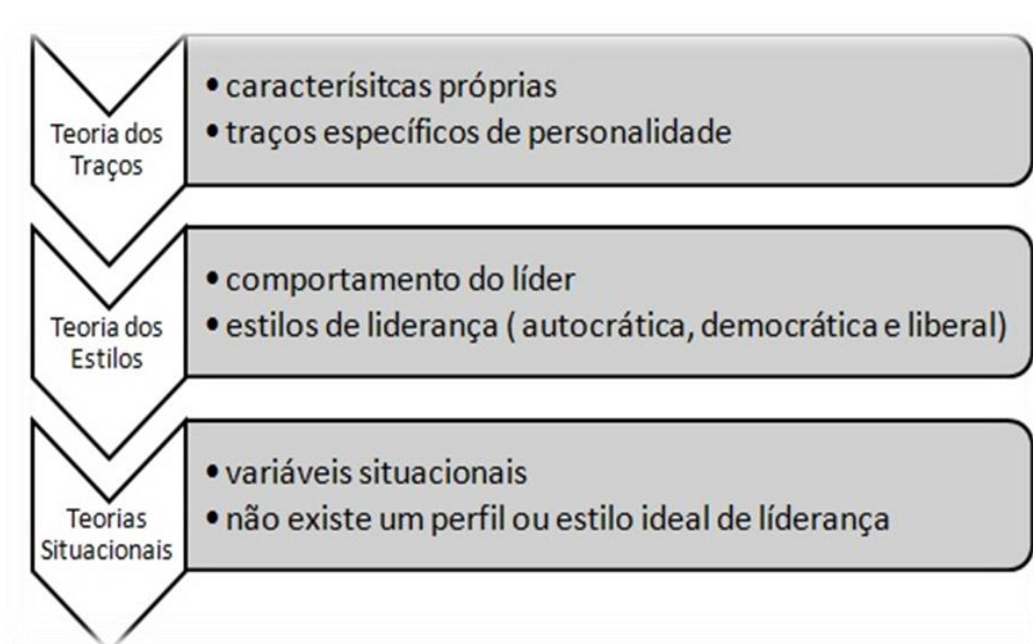 Teoria dos
Traços
• caracterísitcas próprias
• traços específicos de personalidade
Teoria dos
Estilos
• comportamento do líder
• estilos de liderança ( autocrática, democrática e liberal)
Teorias
Situacionais
• variáveis situacionais
• não existe um perfil ou estilo ideal de líderança